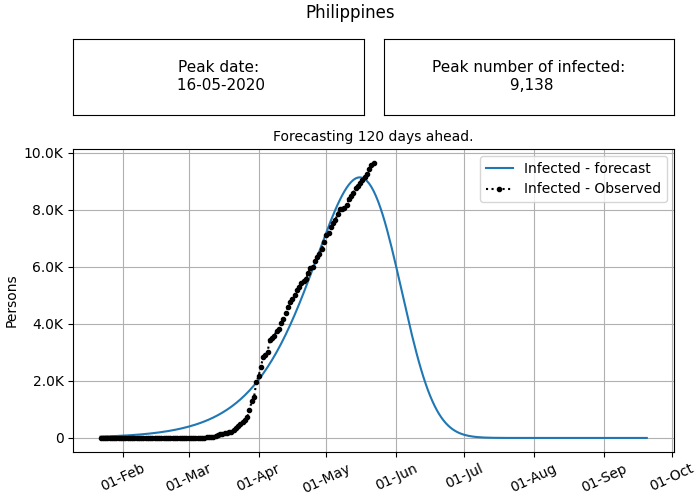 Philippines
Peak date:
16-05-2020
Peak number of infected:
9,138
Forecasting 120 days ahead.
10.0K
8.0K
6.0K
4.0K
2.0K
0
Persons
Infected - forecast
Infected - Observed
01-Feb
01-Mar
01-Apr
01-May
01-Jun
01-Jul
01-Aug
01-Sep
01-Oct